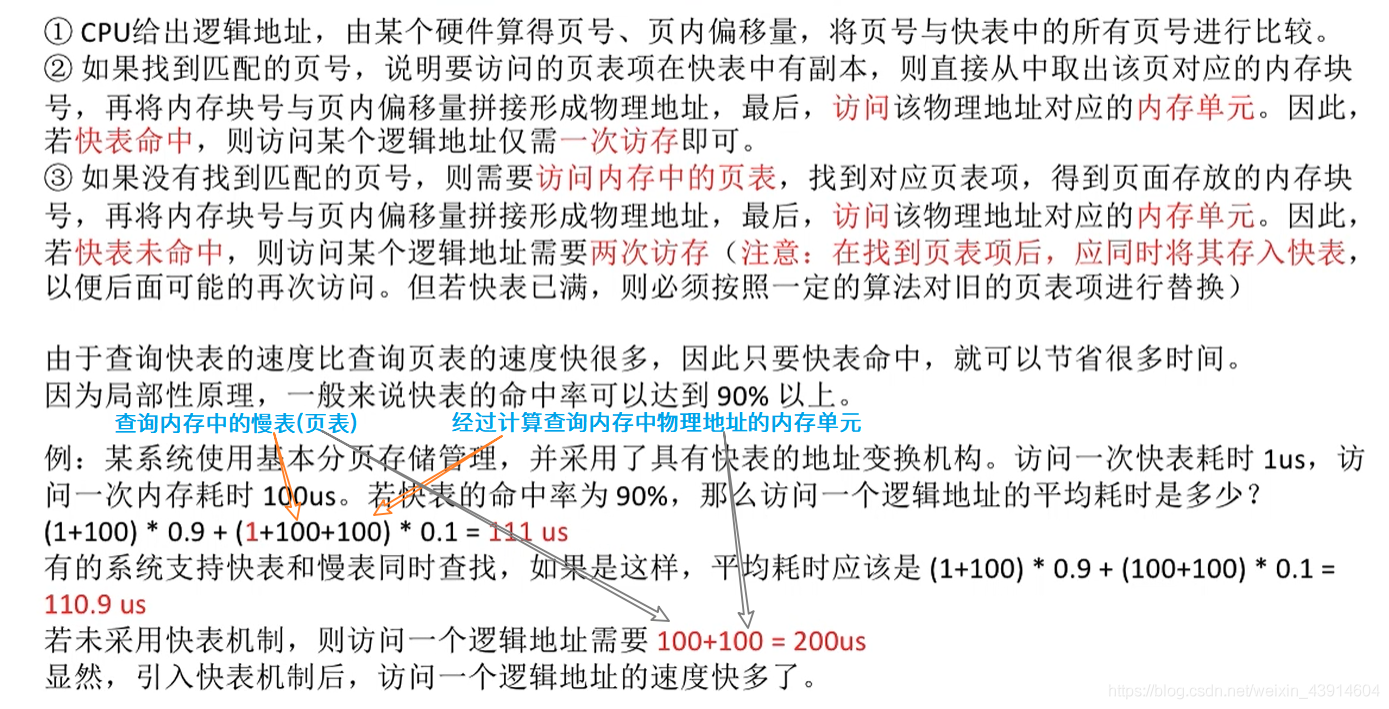 ① CPU给出逻辑地址，由某个硬件算得页号、页内偏移量，将页号与快表中的所有页号进行比较。
② 如果找到匹配的页号，说明要访问的页表项在快表中有副本，则直接从中取出该页对应的内存块
号，再将内存块号与页内偏移量拼接形成物理地址，最后，访问该物理地址对应的内存单元。因此，
若快表命中，则访问某个逻辑地址仅需一次访存即可。
③ 如果没有找到匹配的页号，则需要访问内存中的页表，找到对应页表项，得到页面存放的内存块
号，再将内存块号与页内偏移量拼接形成物理地址，最后，访问该物理地址对应的内存单元。因此，
若快表未命中，则访问某个逻辑地址需要两次访存（注意：在找到页表项后，应同时将其存入快表，
以便后面可能的再次访问。但若快表已满，则必须按照一定的算法对旧的页表项进行替换）
由于查询快表的速度比查询页表的速度快很多，因此只要快表命中，就可以节省很多时间。
因为局部性原理，一般来说快表的命中率可以达到 90% 以上。
查询内存中的慢表(页表)
经过计算查询内存中物理地址的内存单元
例：某系统使用基本分页存储管理，并采用了具有快表的地址变换机构。访问一次快表耗时 1us，访
问一次内存耗时 100us。若快表的命中率为 90%，那么访问一个逻辑地址的平均耗时是多少？
(1+100) * 0.9 + (1+100+100) * 0.1 = 111 us
有的系统支持快表和慢表同时查找，如果是这样，平均耗时应该是 (1+100) * 0.9 + (100+100) * 0.1 =
110.9 us
若未采用快表机制，则访问一个逻辑地址需要 100+100 = 200us
显然，引入快表机制后，访问一个逻辑地址的速度快多了。
https://blog.csdn.net/weixin_43914604